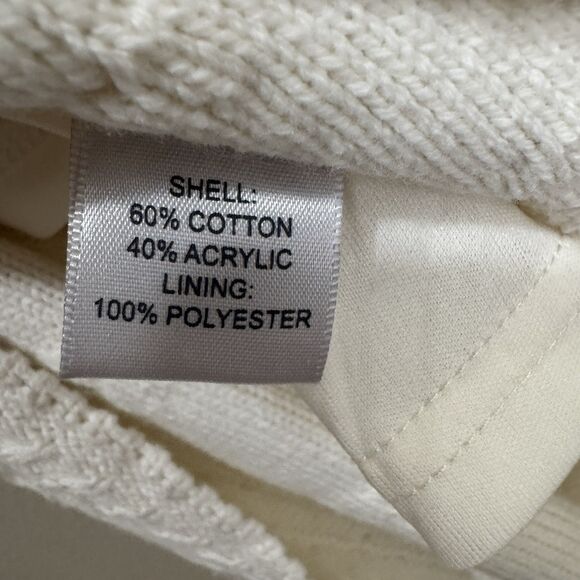 SHELL:
60% COTTON
40% ACRYLIC
LINING:
100% POLYESTER